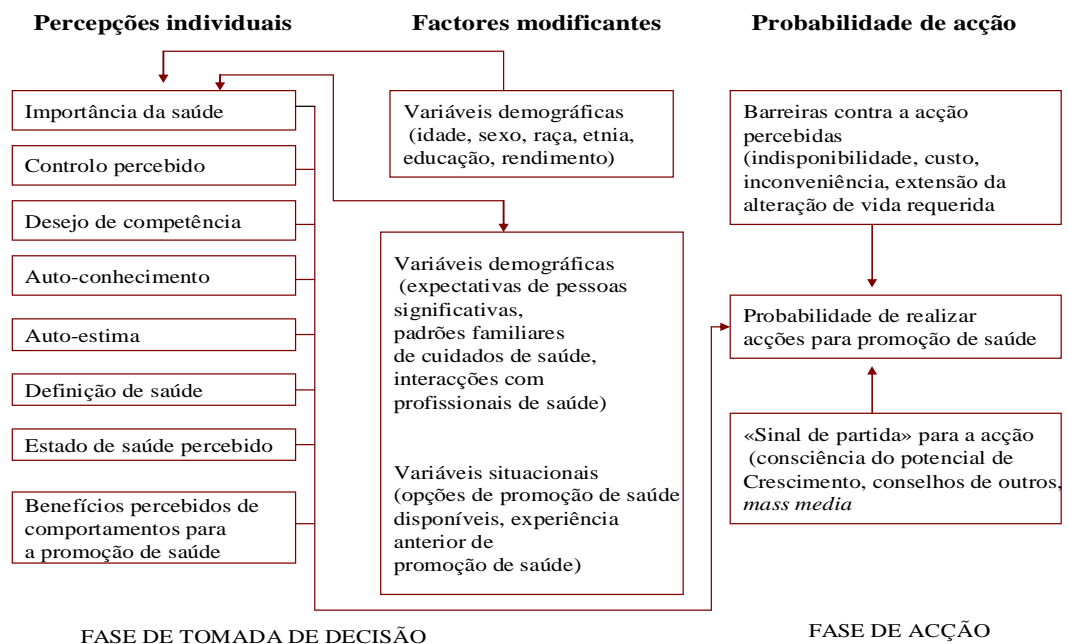 Percepções individuais
Factores modificantes
Probabilidade de acção
Importância da saúde
Controlo percebido
Desejo de competência
Auto-conhecimento
Auto-estima
Definição de saúde
Estado de saúde percebido
Benefícios percebidos de
comportamentos para
a promoção de saúde
Variáveis demográficas
(idade, sexo, raça, etnia,
educação, rendimento)
Variáveis demográficas
(expectativas de pessoas
significativas,
padrões familiares
de cuidados de saúde,
interacções com
profissionais de saúde)
Variáveis situacionais
(opções de promoção de saúde
disponíveis, experiência
anterior de
promoção de saúde)
Barreiras contra a acção
percebidas
(indisponibilidade, custo,
inconveniência, extensão da
alteração de vida requerida
Probabilidade de realizar
acções para promoção de saúde
«Sinal de partida» para a acção
(consciência do potencial de
Crescimento, conselhos de outros,
mass media
FASE DE TOMADA DE DECISÃO
FASE DE ACÇÃO